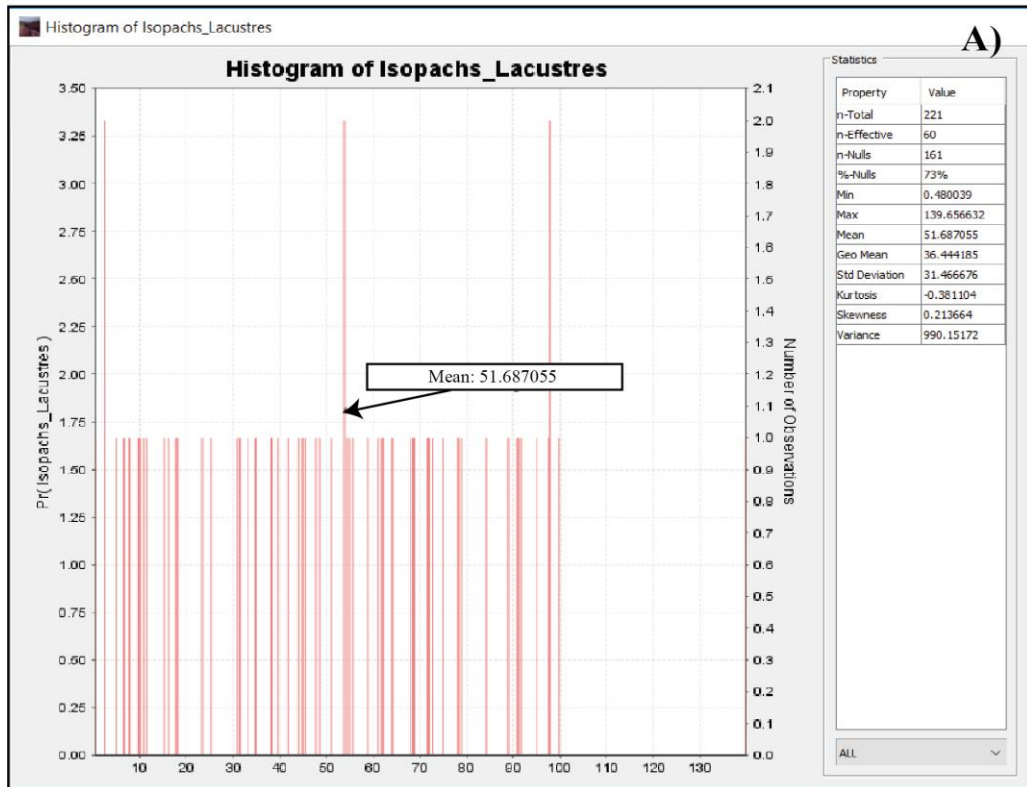 Histogram of Isopachs_Lacustres
A)
Histogram of Isopachs_Lacustres
Pr( Isopachs_Lacustres )
3.50
3.25
3.00
2.75
2.50
2.25
2.00
1.75
1.50
1.25
1.00
0.75
0.50
0.25
0.00
Mean: 51.687055
10 20 30 40 50 60 70 80 90 100 110 120 130
2.1
2.0
1.9
1.8
1.7
1.6
1.5
1.4
1.3
1.2
1.1
1.0
0.9
0.8
0.7
0.6
0.5
0.4
0.3
0.2
0.1
0.0
Number of Observations
Statistics
Property Value
n-Total 221
n-Effective 60
n-Nulls 161
%-Nulls 73%
Min 0.480039
Max 139.656632
Mean 51.687055
Geo Mean 36.444185
Std Deviation 31.466676
Kurtosis -0.381104
Skewness 0.213664
Variance 990.15172
ALL